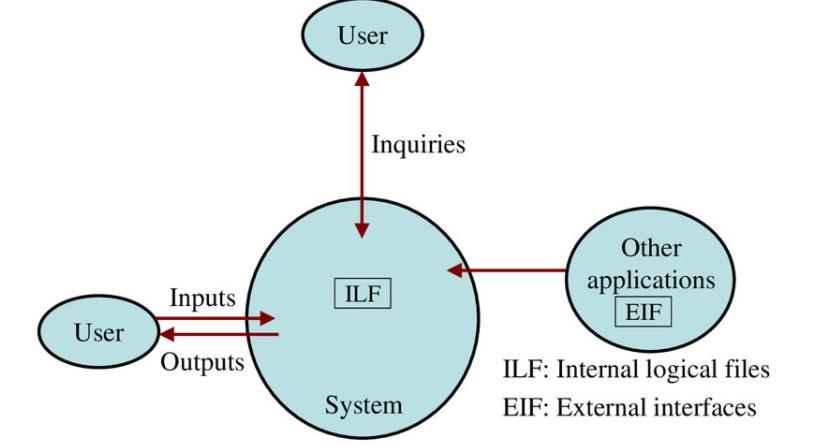 User
Inquiries
Other
applications
EIF
ILF
Inputs
User
Outputs
System
ILF: Internal logical files
EIF: External interfaces